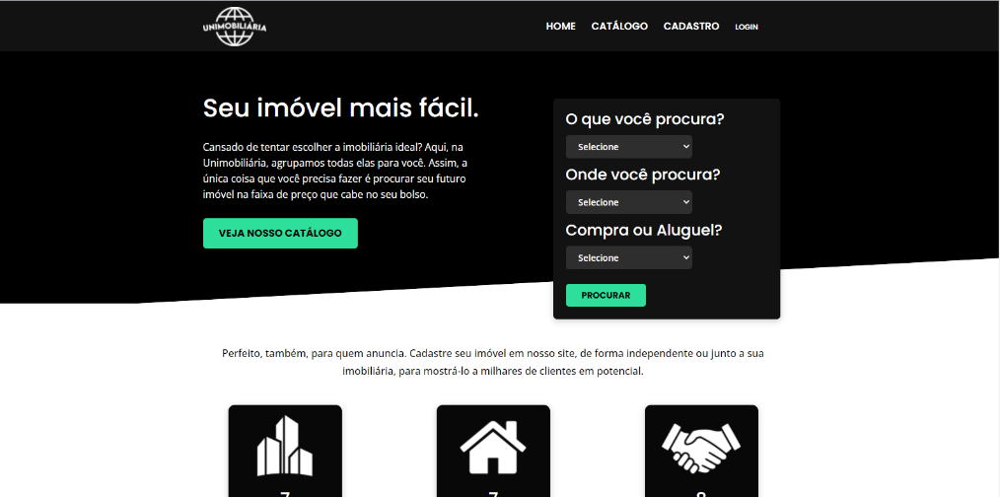 UNIMOBILIÁRIA
HOME CATÁLOGO CADASTRO LOGIN
Seu imóvel mais fácil.
Cansado de tentar escolher a imobiliária ideal? Aqui, na
Unimobiliária, agrupamos todas elas para você. Assim, a
única coisa que você precisa fazer é procurar seu futuro
imóvel na faixa de preço que cabe no seu bolso.
VEJA NOSSO CATÁLOGO
O que você procura?
Selecione
Onde você procura?
Selecione
Compra ou Aluguel?
Selecione
PROCURAR
Perfeito, também, para quem anuncia. Cadastre seu imóvel em nosso site, de forma independente ou junto a sua
imobiliária, para mostrá-lo a milhares de clientes em potencial.